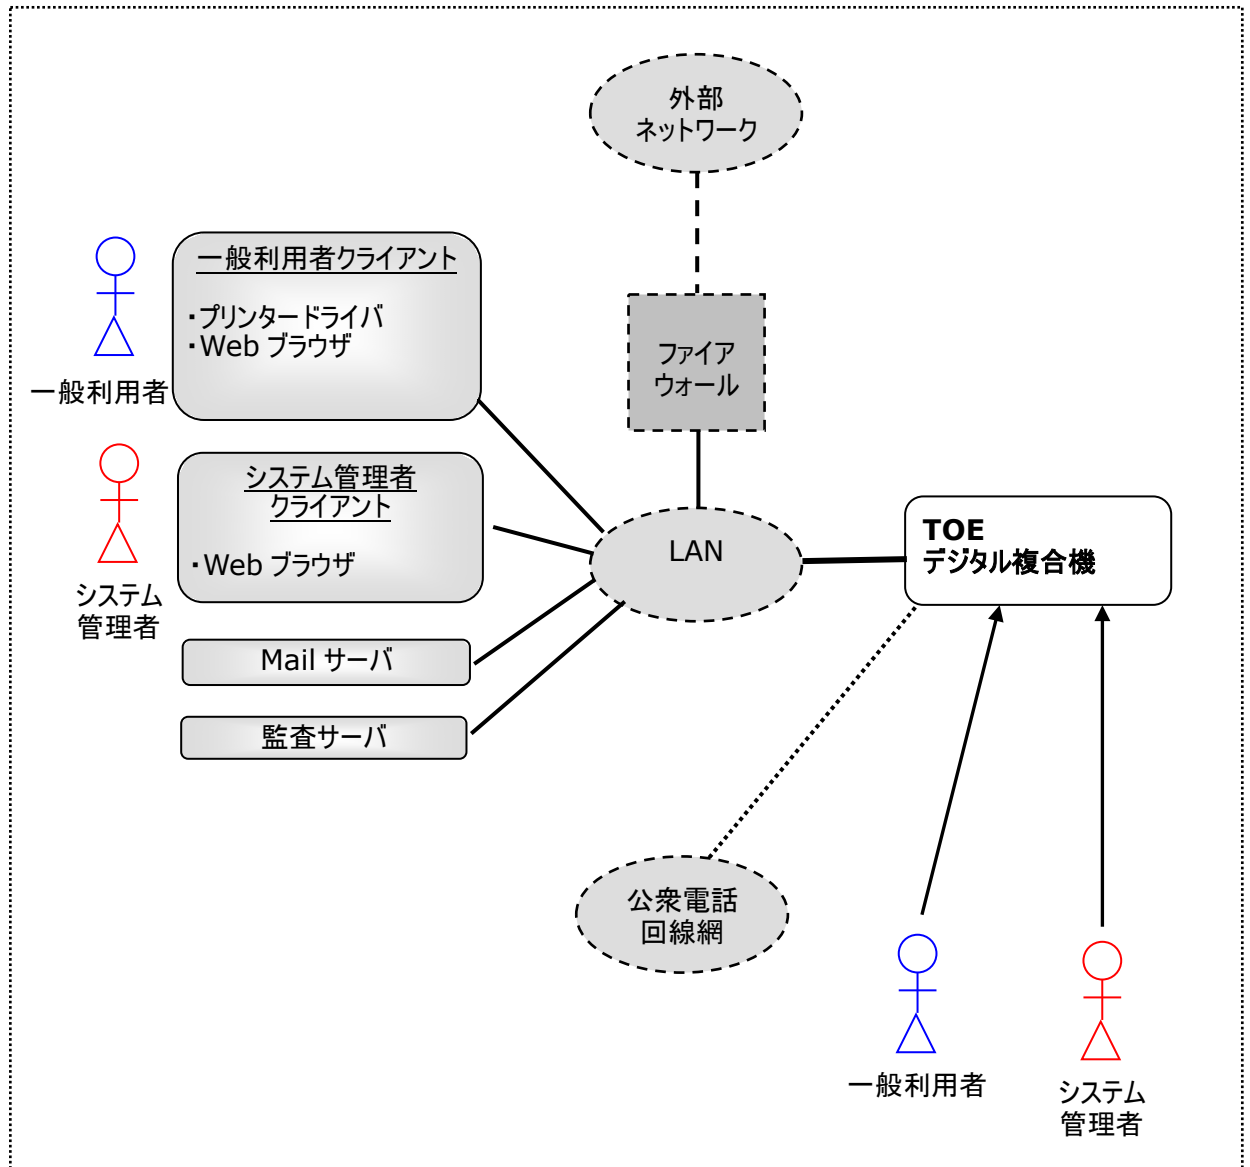 外部
ネットワーク
一般利用者クライアント
・プリンタードライバ
・Web ブラウザ
一般利用者
ファイア
ウォール
システム管理者
クライアント
・Web ブラウザ
システム
管理者
LAN
TOE
デジタル複合機
Mail サーバ
監査サーバ
公衆電話
回線網
一般利用者
システム
管理者